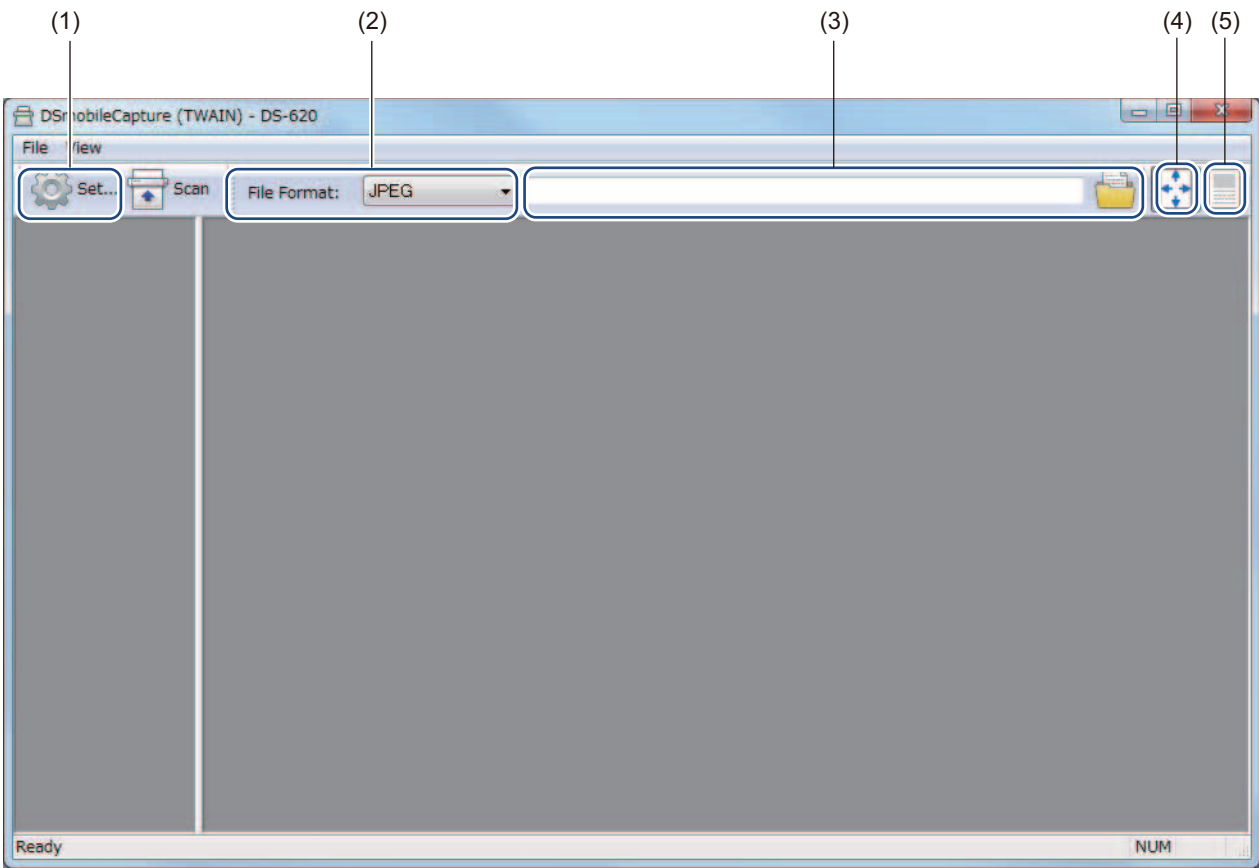 (1) (2) (3) (4) (5)
DSmobileCapture (TWAIN) - DS-620
File View
Set... Scan File Format: JPEG
Ready NUM